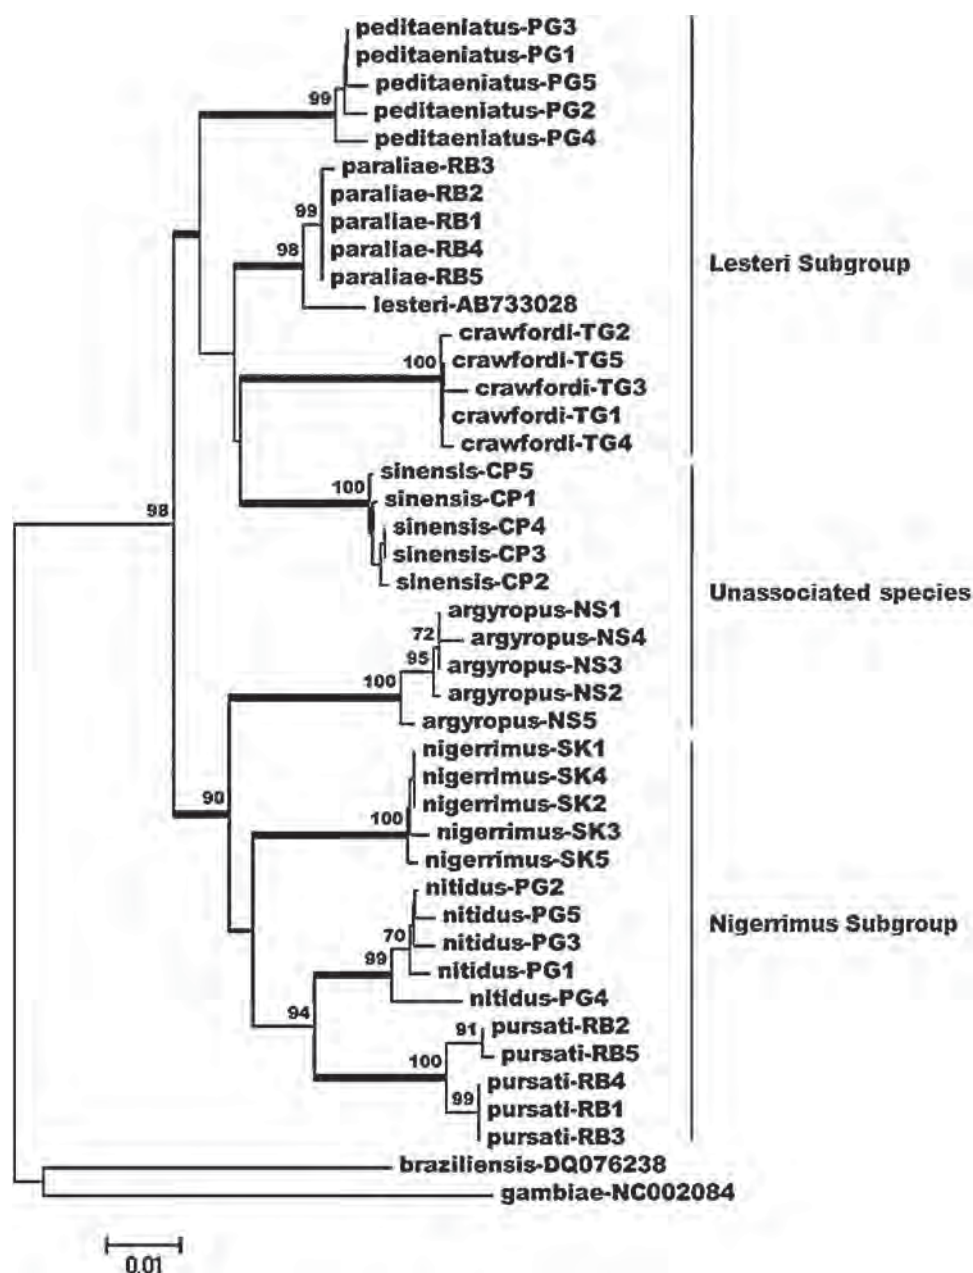 peditaeniatus-PG3
peditaeniatus-PG1
peditaeniatus-PG5
99
peditaeniatus-PG2
peditaeniatus-PG4
paraliae-RB3
paraliae-RB2
99
paraliae-RB1
98
paraliae-RB4
Lesteri Subgroup
paraliae-RB5
lesteri-AB733028
crawfordi-TG2
100
crawfordi-TG5
crawfordi-TG3
crawfordi-TG1
crawfordi-TG4
sinensis-CP5
100
sinensis-CP1
98
sinensis-CP4
sinensis-CP3
sinensis-CP2
Unassociated species
argyropus-NS1
72
argyropus-NS4
95
argyropus-NS3
100
argyropus-NS2
argyropus-NS5
nigerrimus-SK1
nigerrimus-SK4
90
nigerrimus-SK2
100
nigerrimus-SK3
nigerrimus-SK5
nitidus-PG2
nitidus-PG5
Nigerrimus Subgroup
70
nitidus-PG3
99
nitidus-PG1
nitidus-PG4
94
91
pursati-RB2
100
pursati-RB5
pursati-RB4
99
pursati-RB1
pursati-RB3
braziliensis-DQ076238
gambiae-NC002084
0.01